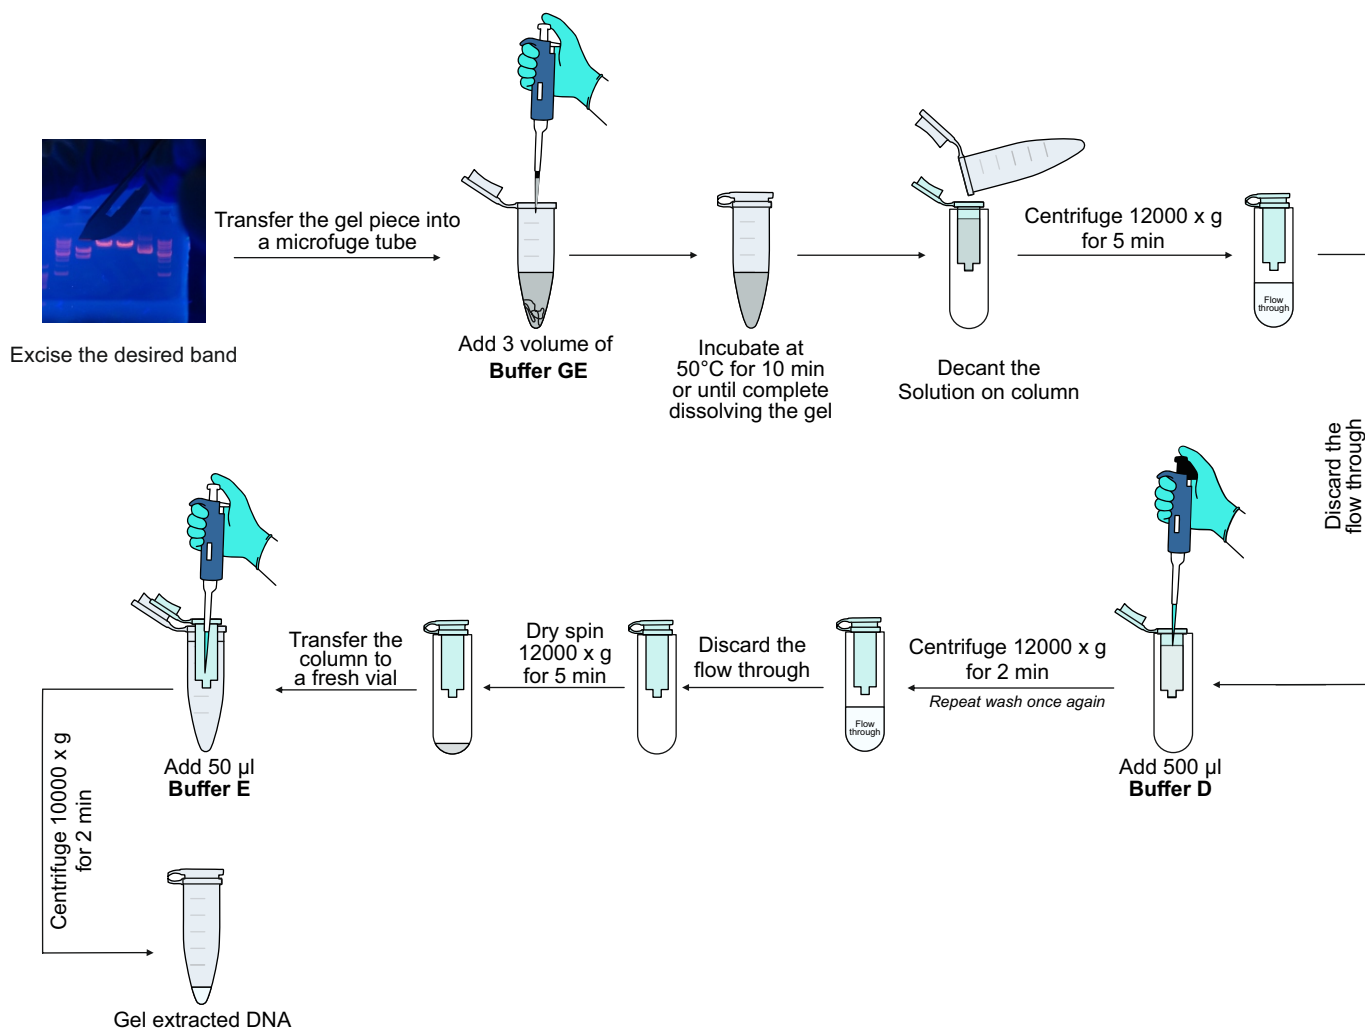 Excise the desired band
Transfer the gel piece into
a microfuge tube
Add 3 volume of
Buffer GE
Incubate at
50°C for 10 min
or until complete
dissolving the gel
Decant the
Solution on column
Centrifuge 12000 x g
for 5 min
Flow
through
Discard the
flow through
Add 500 µl
Buffer D
Centrifuge 12000 x g
for 2 min
Repeat wash once again
Flow
through
Discard the
flow through
Dry spin
12000 x g
for 5 min
Transfer the
column to
a fresh vial
Add 50 µl
Buffer E
Centrifuge 10000 x g
for 2 min
Gel extracted DNA